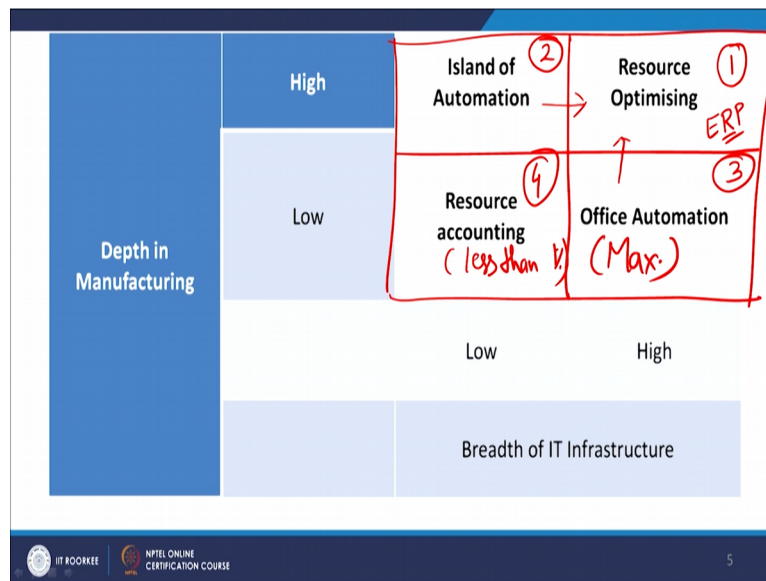 High
Island of
Automation
2
Resource
Optimising
1
ERP
Depth in
Manufacturing
Low
Resource
accounting
4
(less than
Office Automation
3
(Max.)
Low
High
Breadth of IT Infrastructure
IIT ROORKEE
NPTEL ONLINE
CERTIFICATION COURSE
5